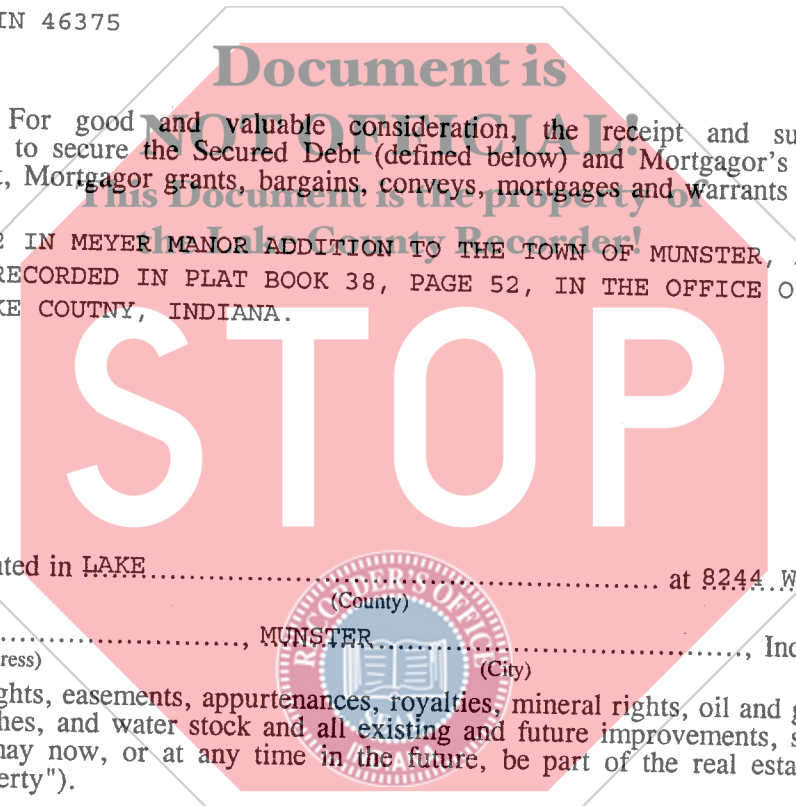 IN 46375
Document is
NOT OFFICIAL!
For good and valuable consideration, the receipt and su
to secure the Secured Debt (defined below) and Mortgagor's
, Mortgagor grants, bargains, conveys, mortgages and warrants
This Document is the property of
the Lake County Recorder!
2 IN MEYER MANOR ADDITION TO THE TOWN OF MUNSTER,
RECORDED IN PLAT BOOK 38, PAGE 52, IN THE OFFICE O
KE COUTNY, INDIANA.
STOP
ated in LAKE at 8244 W
(County)
, MUNSTER, Ind
ress) (City)
RECORDER'S OFFICE
SEAL
INDIANA
ghts, easements, appurtenances, royalties, mineral rights, oil and g
hes, and water stock and all existing and future improvements, s
may now, or at any time in the future, be part of the real esta
erty").